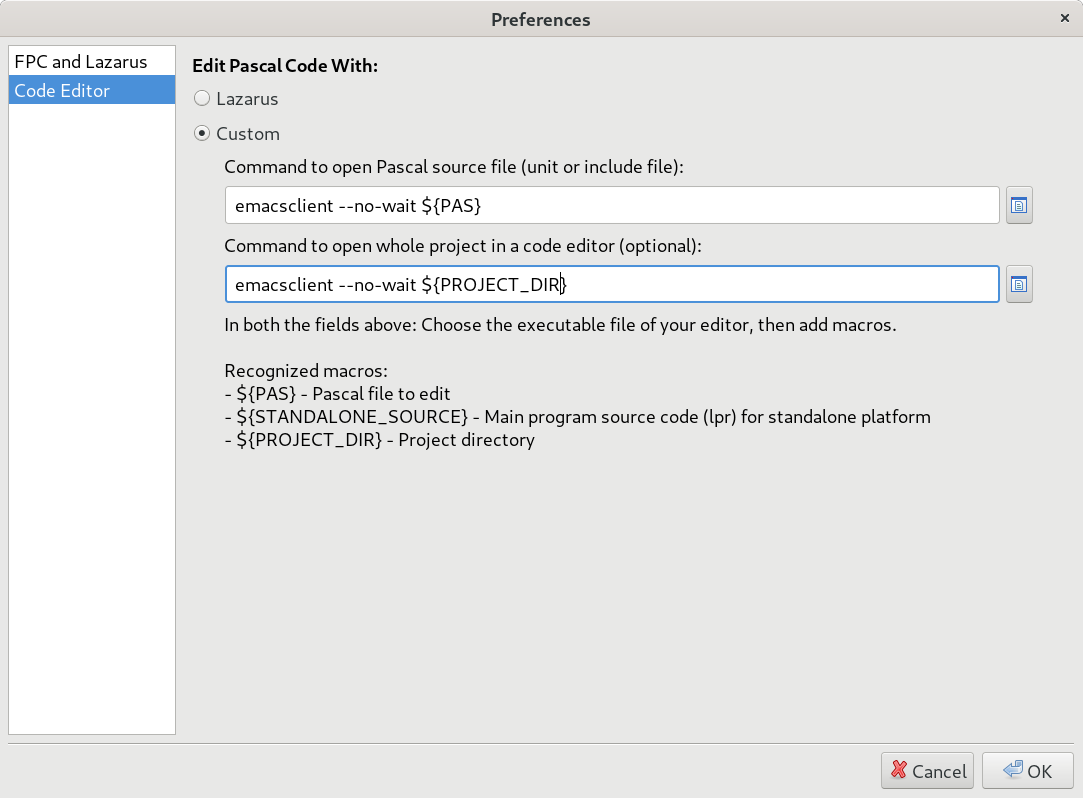 Preferences
×
FPC and Lazarus
Code Editor
Edit Pascal Code With:
Lazarus
Custom
Command to open Pascal source file (unit or include file):
emacsclient --no-wait ${PAS}
Command to open whole project in a code editor (optional):
emacsclient --no-wait ${PROJECT_DIR}
In both the fields above: Choose the executable file of your editor, then add macros.
Recognized macros:
- ${PAS} - Pascal file to edit
- ${STANDALONE_SOURCE} - Main program source code (lpr) for standalone platform
- ${PROJECT_DIR} - Project directory
Cancel
OK